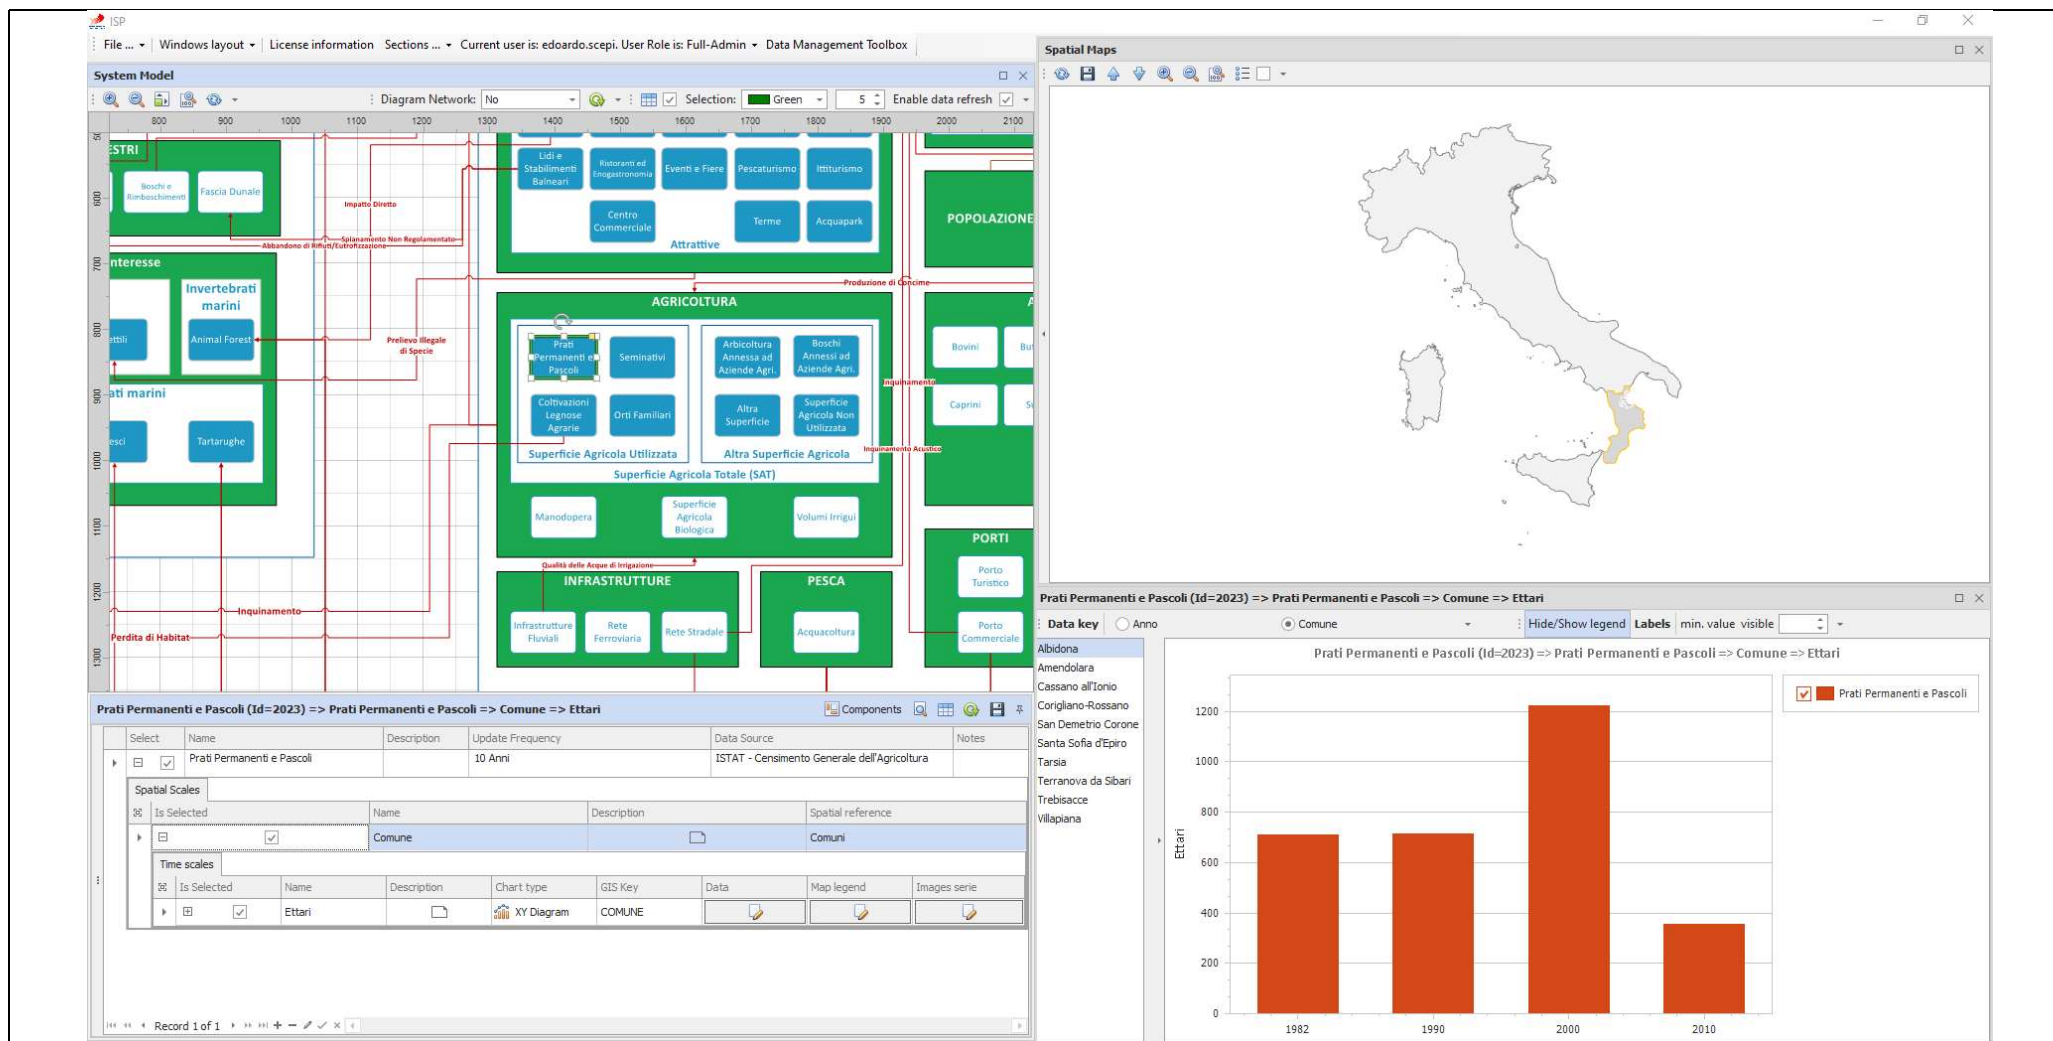 ISP
File ... Windows layout License information Sections ... Current user is: edoardo.scepi. User Role is: Full-Admin Data Management Toolbox
System Model
Diagram Network: No Selection: Green 5 Enable data refresh
800 900 1000 1100 1200 1300 1400 1500 1600 1700 1800 1900 2000 2100
600
700
800
900
1000
1100
1200
1300
ESTRI
Boschi e
Rimboschimenti
Fascia Dunale
Impatto Diretto
Spianamento Non Regolamentato
Abbandono di Rifiuti/Eutrofizzazione
nteresse
Invertebrati
marini
ettili
Animal Forest
Prelievo Illegale
di Specie
ati marini
esci
Tartarughe
Inquinamento
Perdita di Habitat
Lidi e
Stabilimenti
Balneari
Ristoranti ed
Enogastronomia
Eventi e Fiere
Pescaturismo
Ittiturismo
Centro
Commerciale
Terme
Acquapark
Attrattive
POPOLAZIONE
Produzione di Concime
AGRICOLTURA
Prati
Permanenti e
Pascoli
Seminativi
Coltivazioni
Legnose
Agrarie
Orti Familiari
Superficie Agricola Utilizzata
Arbicoltura
Annessa ad
Aziende Agri.
Boschi
Annessi ad
Aziende Agri.
Altra
Superficie
Superficie
Agricola Non
Utilizzata
Altra Superficie Agricola
Superficie Agricola Totale (SAT)
Manodopera
Superficie
Agricola
Biologica
Volumi Irrigui
A
Bovini
Bu
Caprini
Inquinamento
Inquinamento Acustico
Qualità delle Acque di Irrigazione
INFRASTRUTTURE
Infrastrutture
Fluviali
Rete
Ferroviaria
Rete Stradale
PESCA
Acquacoltura
PORTI
Porto
Turistico
Porto
Commerciale
Prati Permanenti e Pascoli (Id=2023) => Prati Permanenti e Pascoli => Comune => Ettari
Components
Select Name Description Update Frequency Data Source Notes
Prati Permanenti e Pascoli 10 Anni ISTAT - Censimento Generale dell'Agricoltura
Spatial Scales
Is Selected Name Description Spatial reference
Comune Comuni
Time scales
Is Selected Name Description Chart type GIS Key Data Map legend Images serie
Ettari XY Diagram COMUNE
Record 1 of 1
Spatial Maps
Prati Permanenti e Pascoli (Id=2023) => Prati Permanenti e Pascoli => Comune => Ettari
Data key Anno Comune Hide/Show legend Labels min. value visible
Albidona
Amendolara
Cassano all'Ionio
Corigliano-Rossano
San Demetrio Corone
Santa Sofia d'Epiro
Tarsia
Terranova da Sibari
Trebisacce
Villapiana
Prati Permanenti e Pascoli (Id=2023) => Prati Permanenti e Pascoli => Comune => Ettari
Prati Permanenti e Pascoli
Ettari
1200
1000
800
600
400
200
0
1982 1990 2000 2010